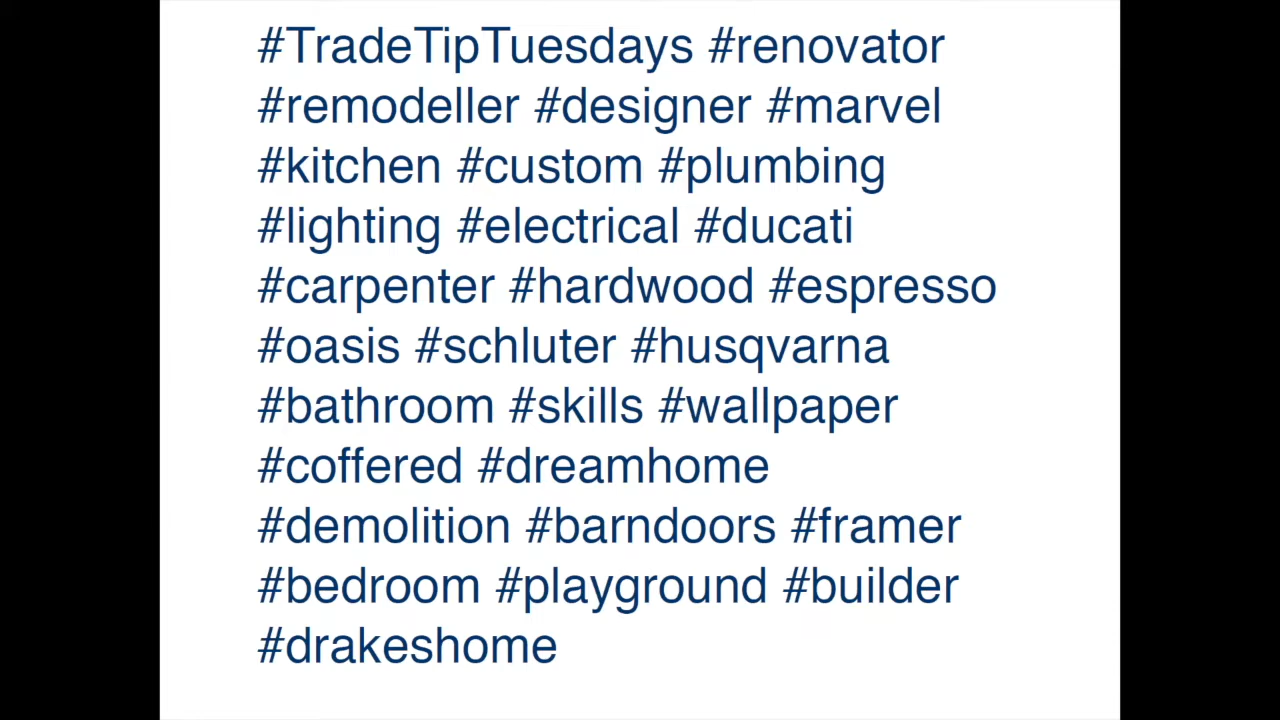 #TradeTipTuesdays #renovator
#remodeller #designer #marvel
#kitchen #custom #plumbing
#lighting #electrical #ducati
#carpenter #hardwood #espresso
#oasis #schluter #husqvarna
#bathroom #skills #wallpaper
#coffered #dreamhome
#demolition #barndoors #framer
#bedroom #playground #builder
#drakeshome